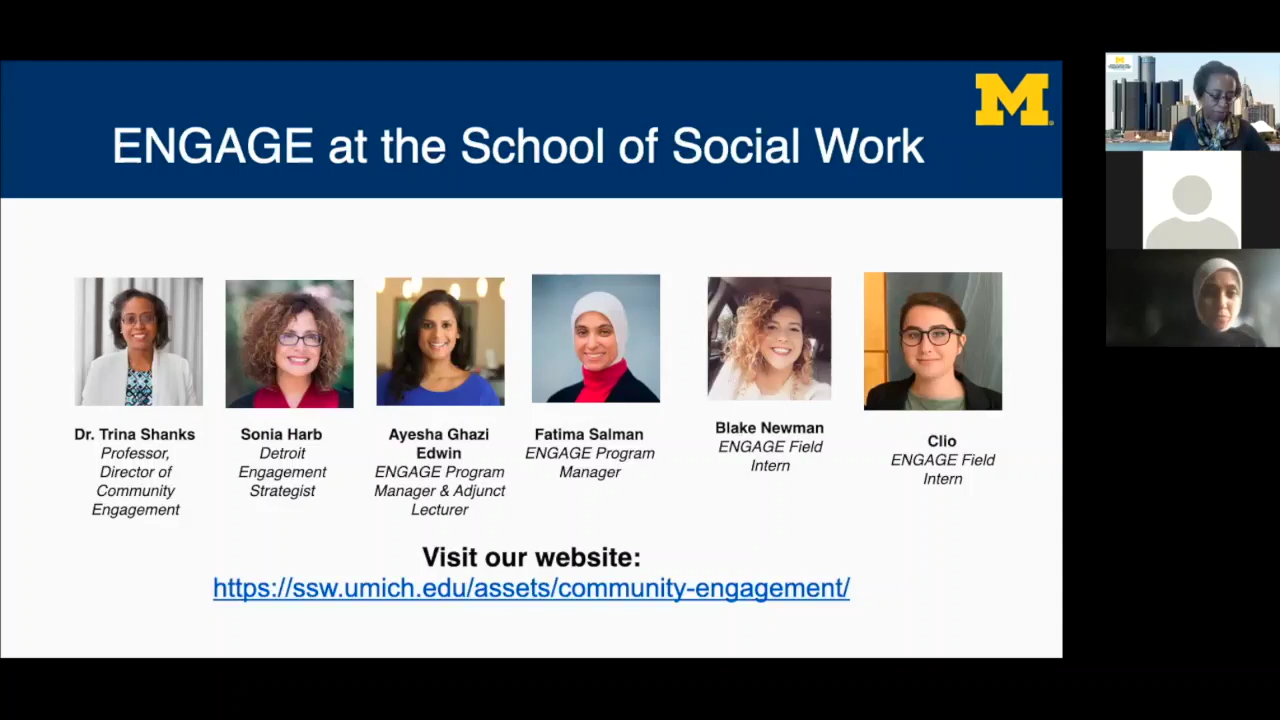 M
ENGAGE at the School of Social Work
Dr. Trina Shanks
Professor,
Director of
Community
Engagement
Sonia Harb
Detroit
Engagement
Strategist
Ayesha Ghazi
Edwin
ENGAGE Program
Manager & Adjunct
Lecturer
Fatima Salman
ENGAGE Program
Manager
Blake Newman
ENGAGE Field
Intern
Clio
ENGAGE Field
Intern
Visit our website:
https://ssw.umich.edu/assets/community-engagement/
M